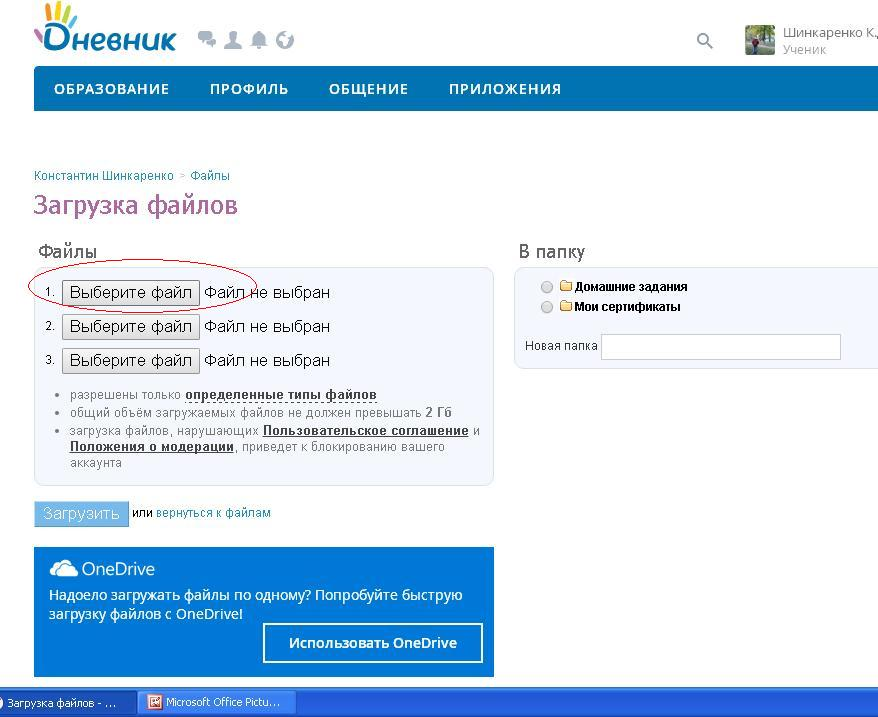 Дневник
Шинкаренко К.
Ученик
ОБРАЗОВАНИЕ ПРОФИЛЬ ОБЩЕНИЕ ПРИЛОЖЕНИЯ
Константин Шинкаренко > Файлы
Загрузка файлов
Файлы
1. Выберите файл Файл не выбран
2. Выберите файл Файл не выбран
3. Выберите файл Файл не выбран
• разрешены только определенные типы файлов
• общий объём загружаемых файлов не должен превышать 2 Гб
• загрузка файлов, нарушающих Пользовательское соглашение и
Положения о модерации, приведет к блокированию вашего
аккаунта
В папку
Домашние задания
Мои сертификаты
Новая папка
Загрузить или вернуться к файлам
OneDrive
Надоело загружать файлы по одному? Попробуйте быструю
загрузку файлов с OneDrive!
Использовать OneDrive
Загрузка файлов - ...
Microsoft Office Pictu...